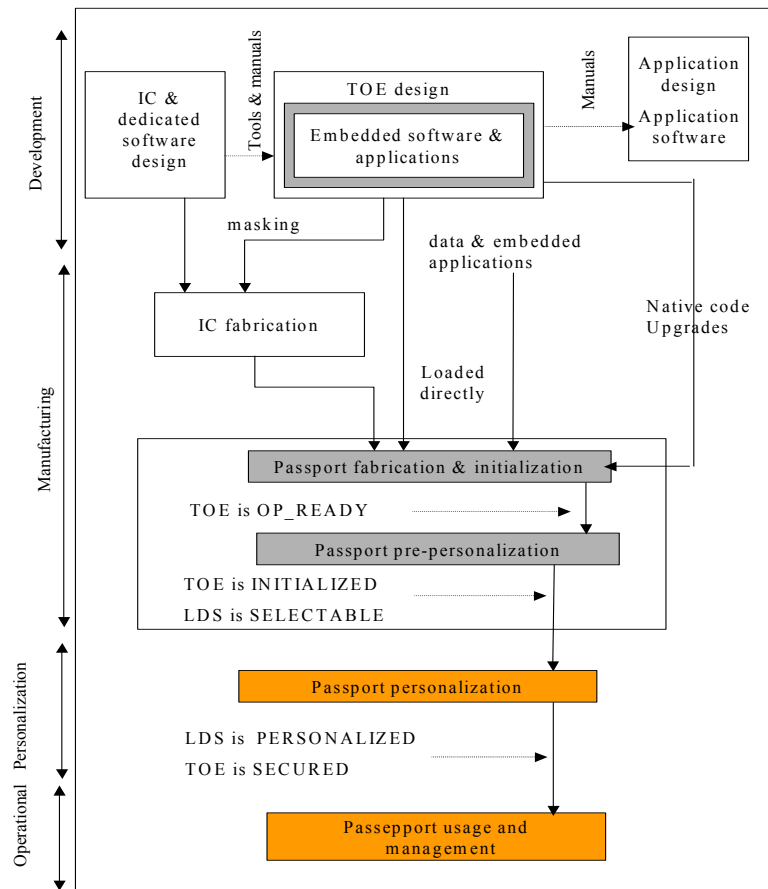 Development
IC &
dedicated
software
design
Tools & manuals
TOE design
Embedded software &
applications
Manuals
Application
design
Application
software
masking
data & embedded
applications
Native code
Upgrades
Manufacturing
IC fabrication
Loaded
directly
Passport fabrication & initialization
TOE is OP_READY
Passport pre-personalization
TOE is INITIALIZED
LDS is SELECTABLE
Personalization
Passport personalization
LDS is PERSONALIZED
TOE is SECURED
Operational
Passepport usage and
management